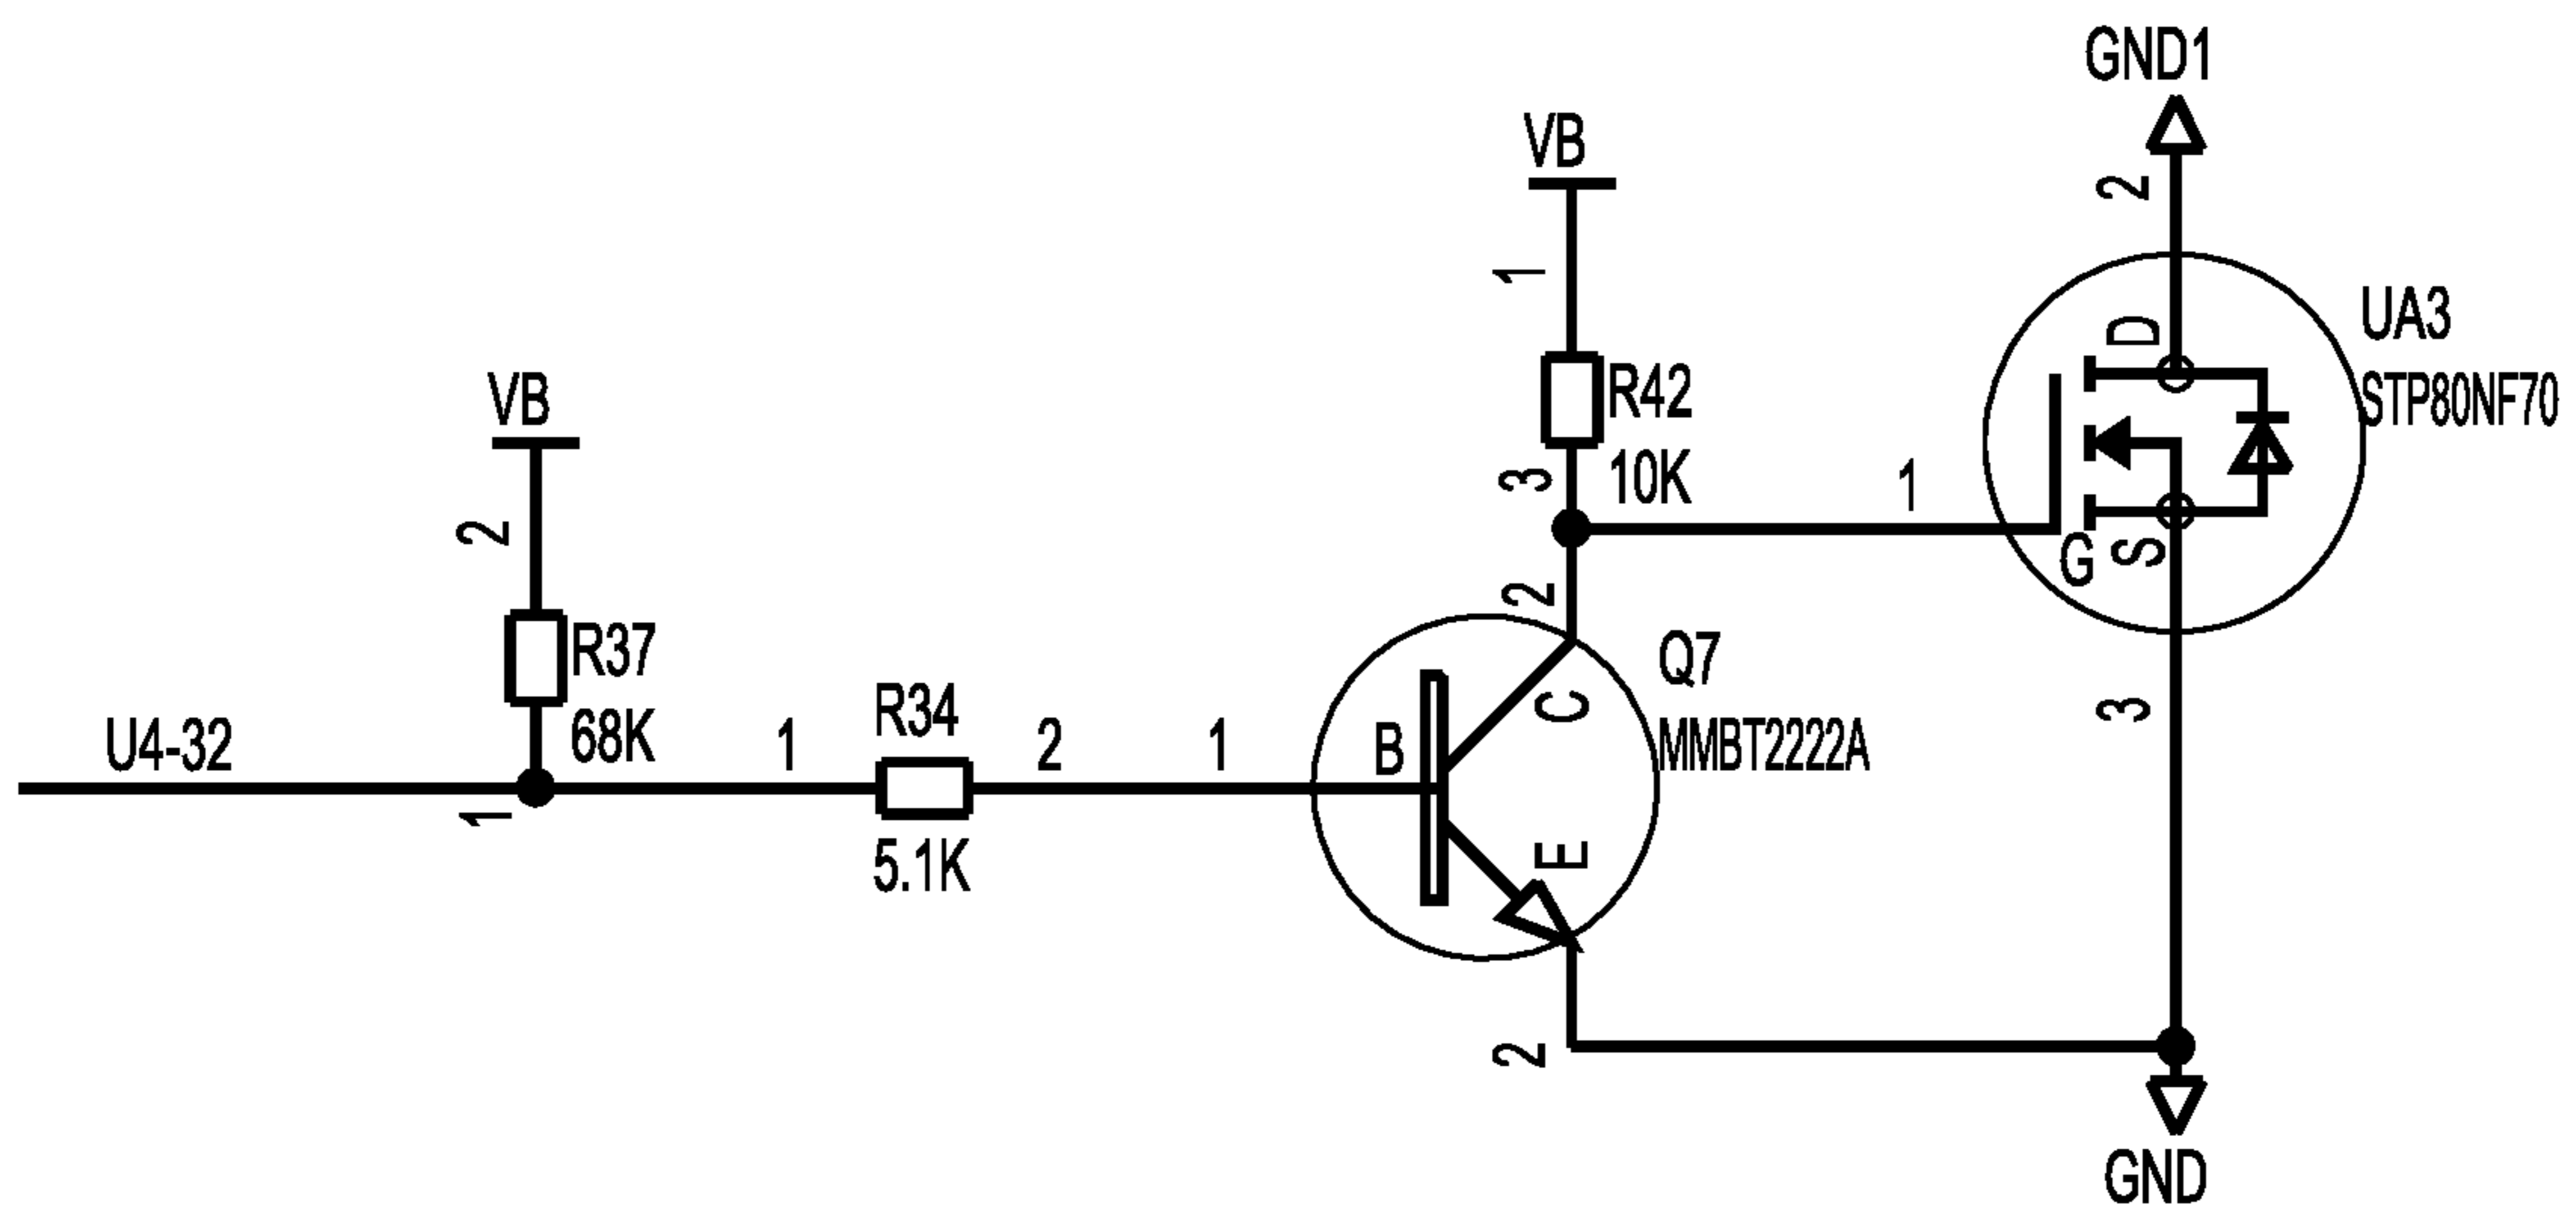 GND1
2
VB
1
UA3
D
STP80NF70
R42
VB
10K
3
1
2
G
S
R37
2
Q7
68K
R34
C
3
U4-32
1
2
1
B
MMBT2222A
1
5.1K
E
2
GND